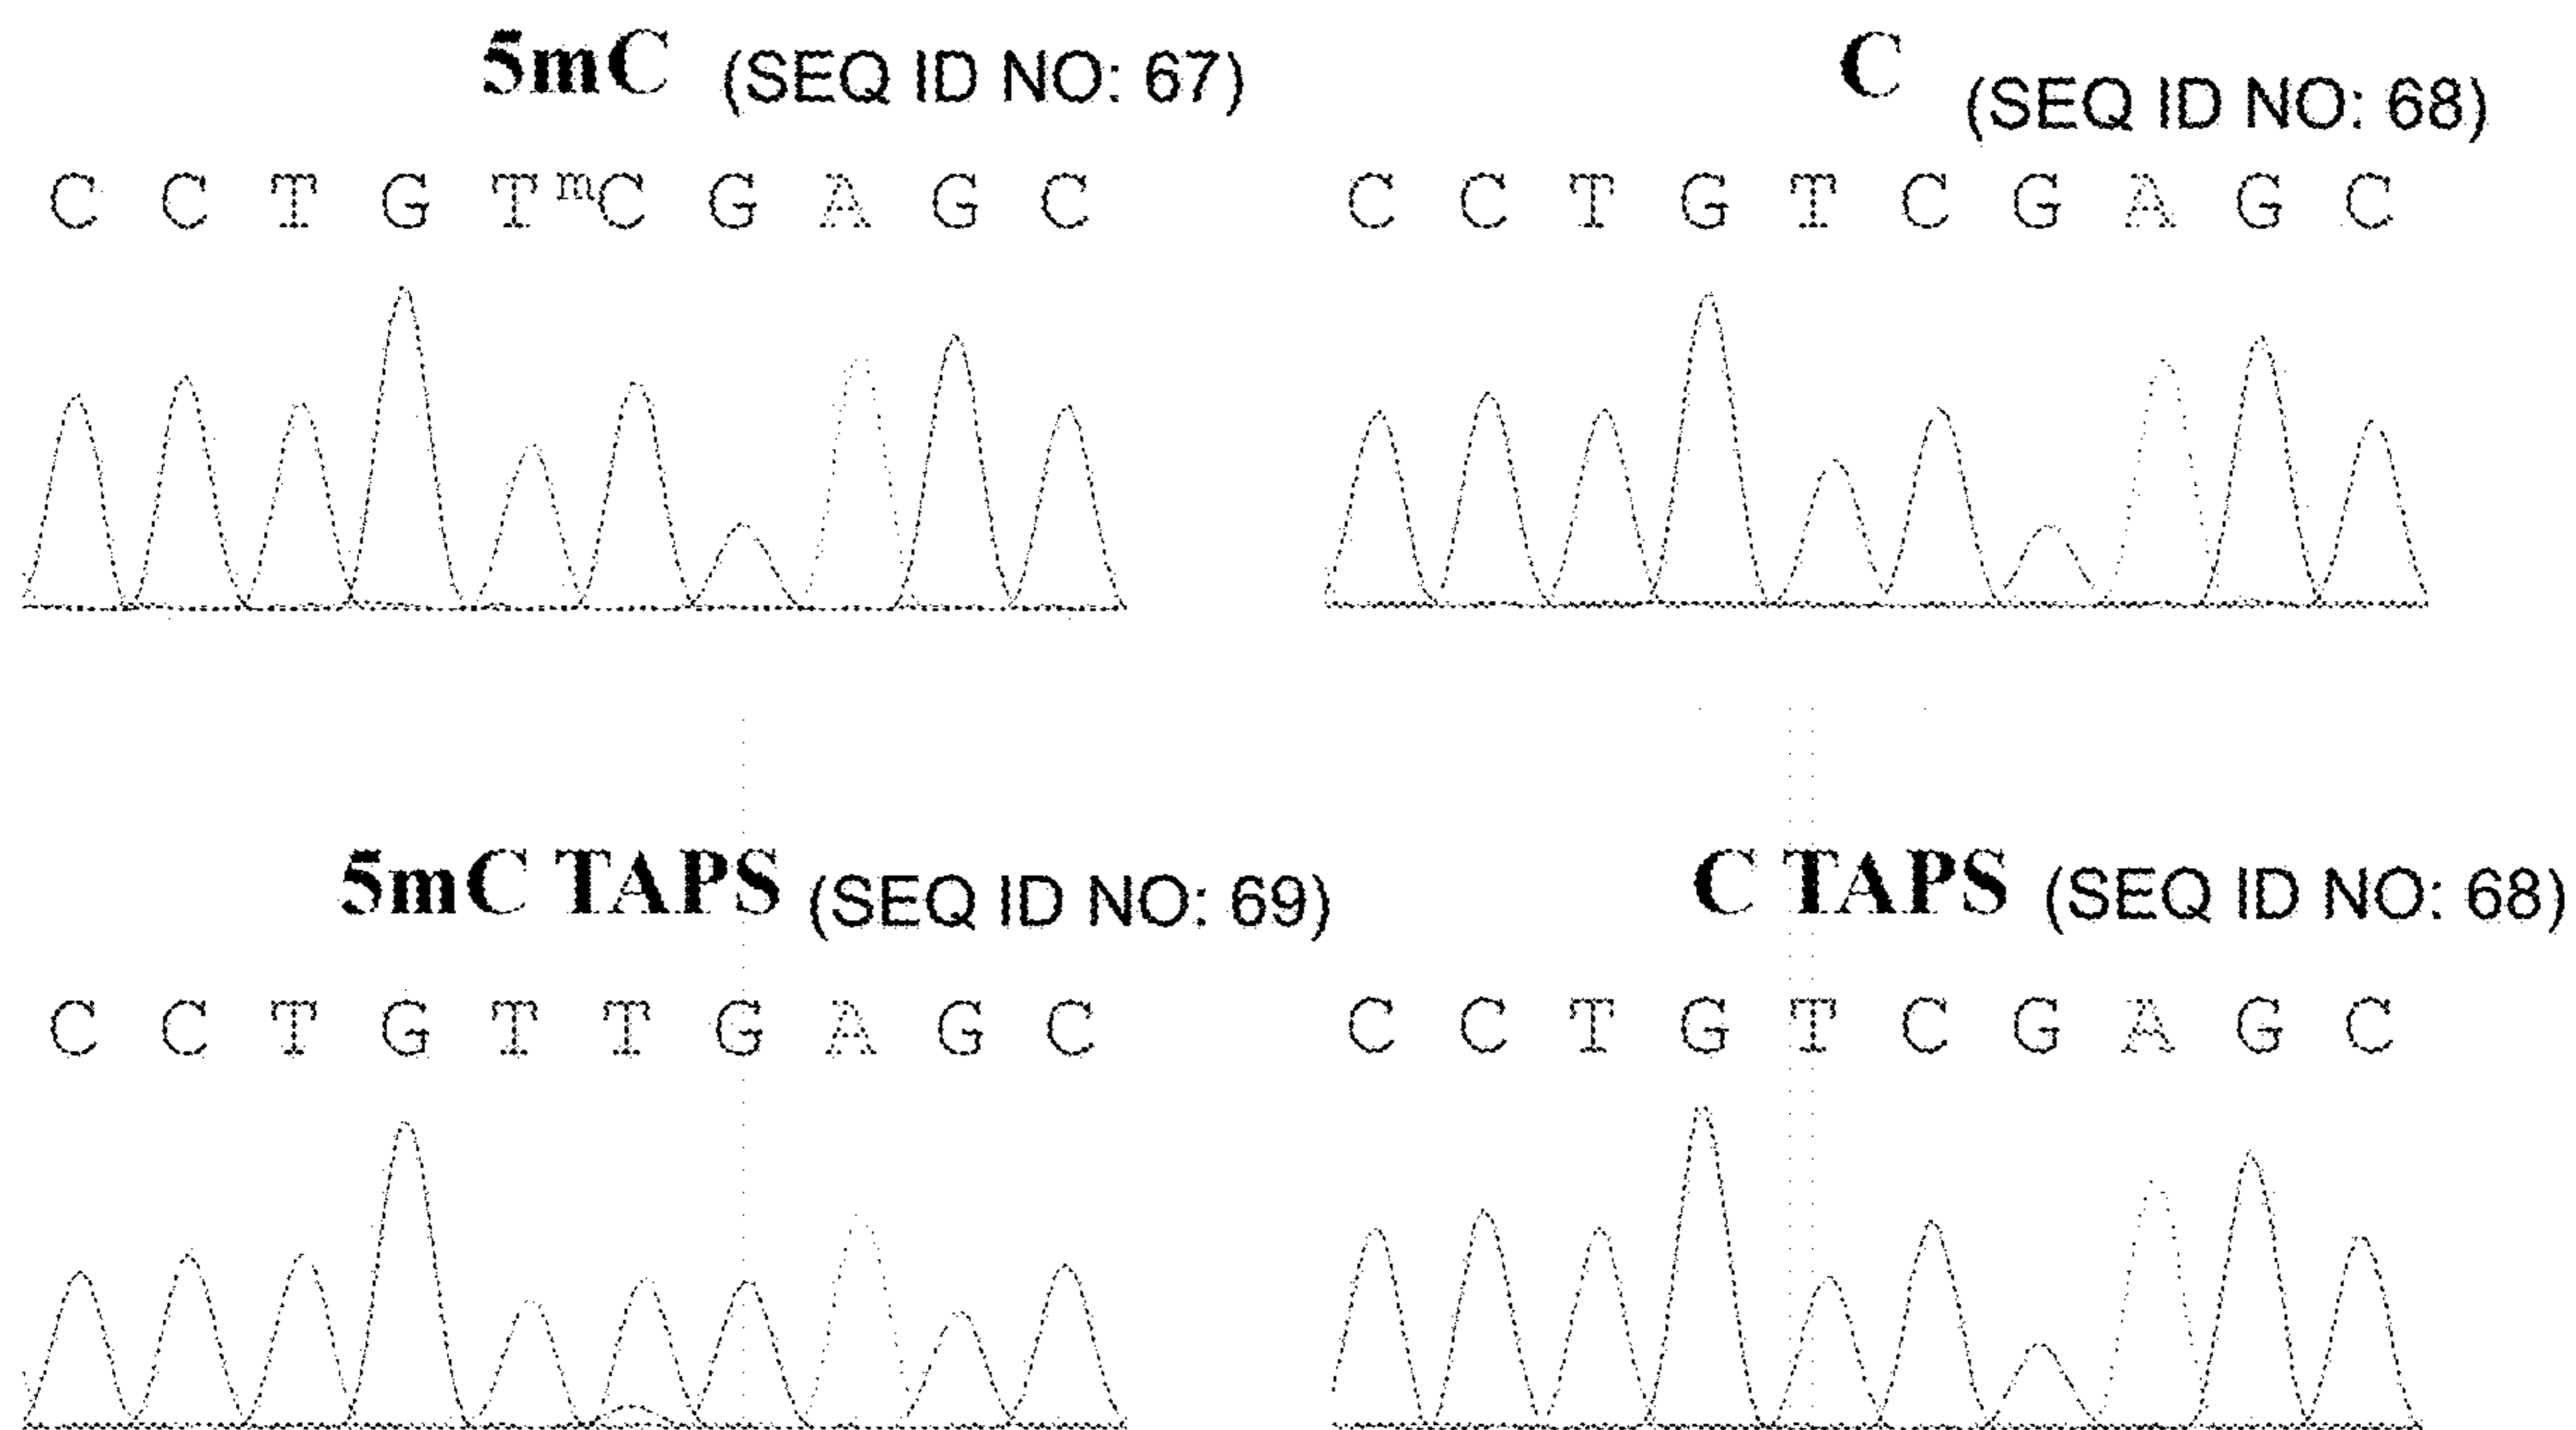 5mC (SEQ ID NO: 67)
C (SEQ ID NO: 68)
C C T G T ᵐC G A G C
C C T G T C G A G C
5mC TAPS (SEQ ID NO: 69)
C TAPS (SEQ ID NO: 68)
C C T G T T G A G C
C C T G T C G A G C